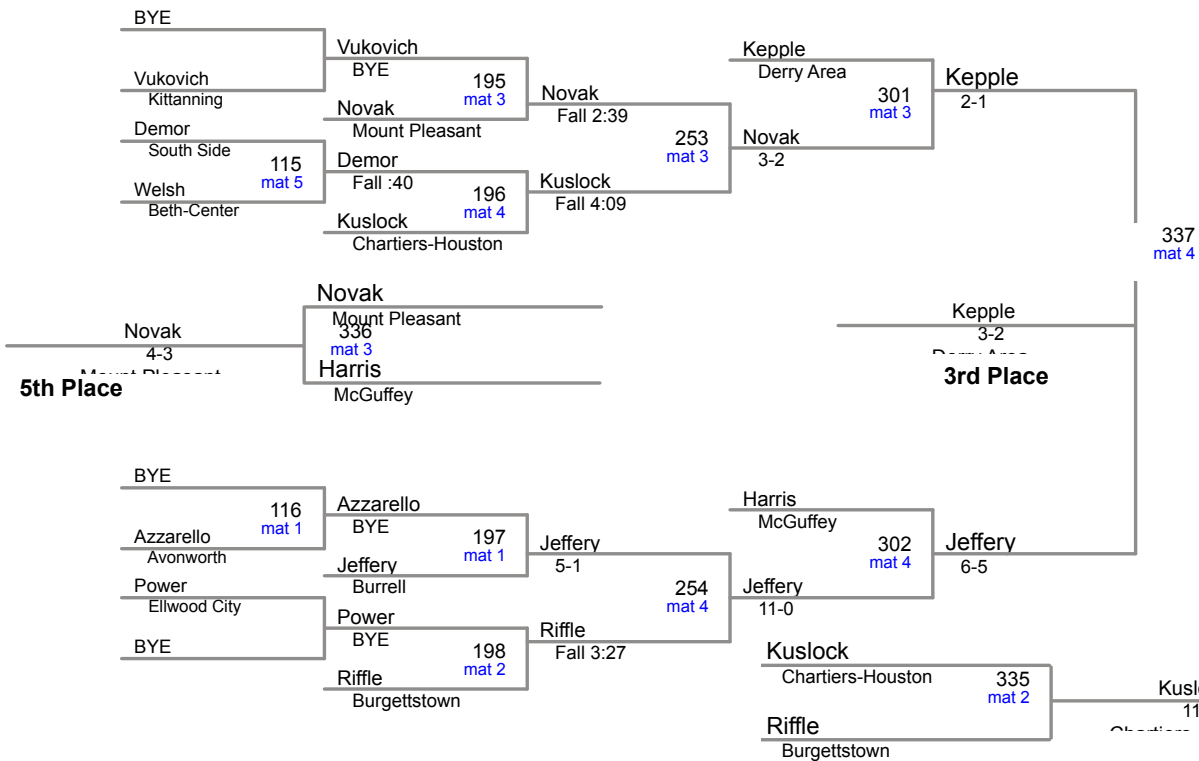 BYE
Vukovich
Kittanning
Vukovich
BYE
195
mat 3
Novak
Mount Pleasant
Demor
South Side
115
mat 5
Welsh
Beth-Center
Demor
Fall :40
196
mat 4
Kuslock
Chartiers-Houston
Novak
Fall 2:39
253
mat 3
Kuslock
Fall 4:09
Kepple
Derry Area
301
mat 3
Novak
3-2
Kepple
2-1
337
mat 4
Novak
Mount Pleasant
336
mat 3
Harris
McGuffey
Novak
4-3
Mount Pleasant
5th Place
Kepple
3-2
Derry Area
3rd Place
BYE
116
mat 1
Azzarello
Avonworth
Azzarello
BYE
197
mat 1
Jeffery
Burrell
Power
Ellwood City
BYE
Power
BYE
198
mat 2
Riffle
Burgettstown
Jeffery
5-1
254
mat 4
Riffle
Fall 3:27
Harris
McGuffey
302
mat 4
Jeffery
11-0
Jeffery
6-5
Kuslock
Chartiers-Houston
335
mat 2
Riffle
Burgettstown
Kusl
11